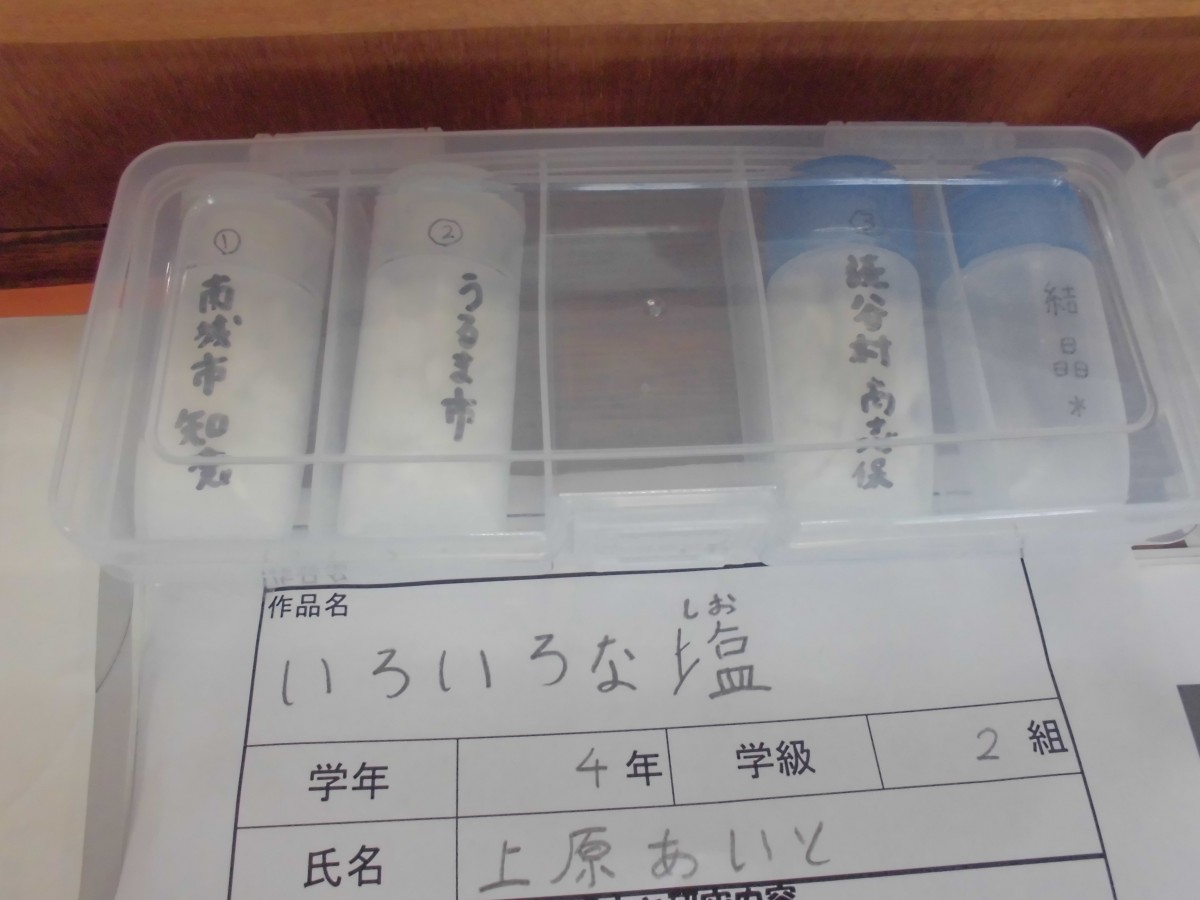 ① 南城市 知念
② うるま市
③ 読谷村 高志保
結晶*
作品名
しお
いろいろな塩
学年 4年 学級 2組
氏名 上原あいと